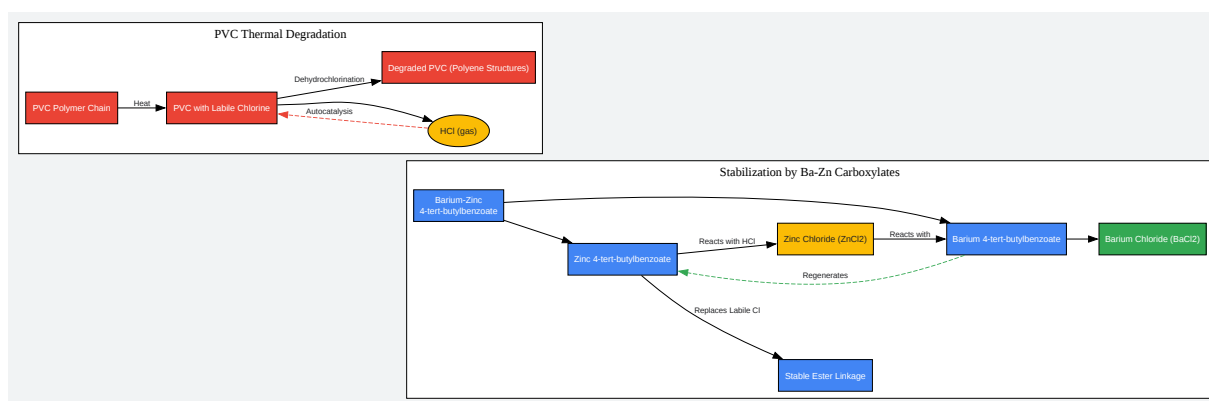 PVC Thermal Degradation
Degraded PVC (Polyene Structures)
Dehydrochlorination
PVC Polymer Chain
Heat
PVC with Labile Chlorine
Autocatalysis
HCl (gas)
Stabilization by Ba-Zn Carboxylates
Barium-Zinc
4-tert-butylbenzoate
Zinc 4-tert-butylbenzoate
Reacts with HCl
Zinc Chloride (ZnCl2)
Reacts with
Barium 4-tert-butylbenzoate
Barium Chloride (BaCl2)
Regenerates
Replaces Labile Cl
Stable Ester Linkage